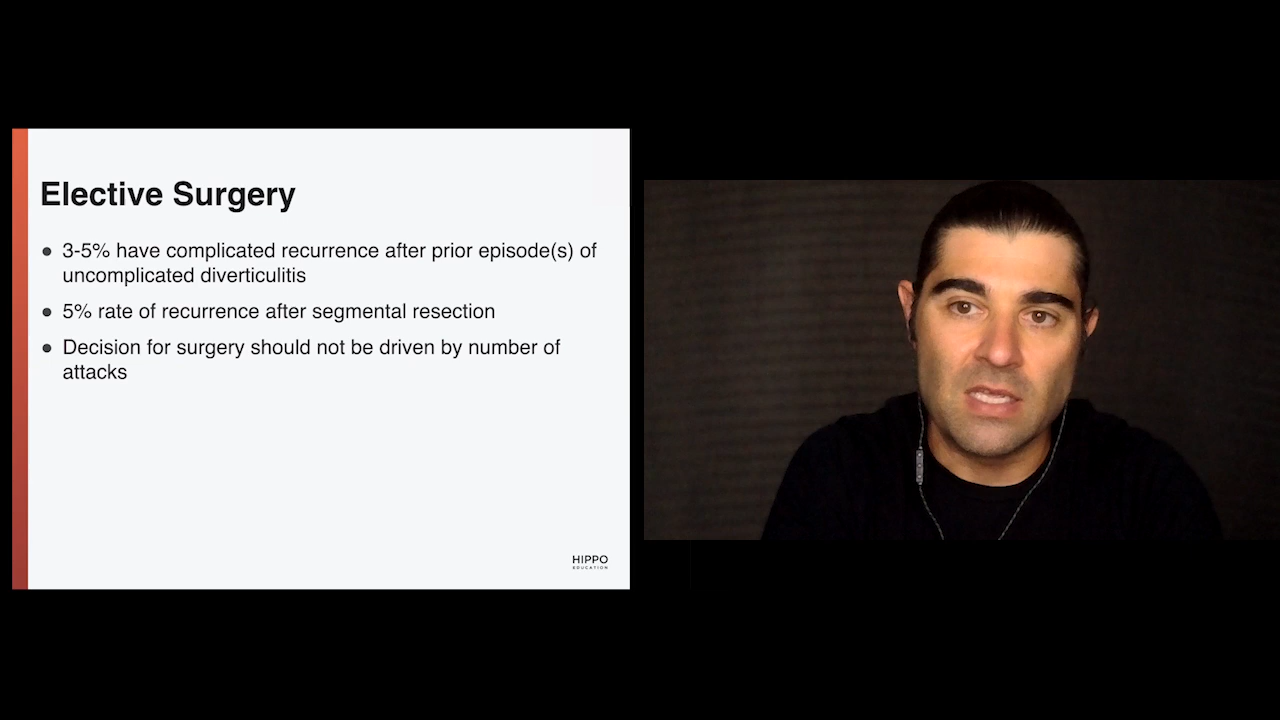 Elective Surgery
● 3-5% have complicated recurrence after prior episode(s) of
uncomplicated diverticulitis
● 5% rate of recurrence after segmental resection
● Decision for surgery should not be driven by number of
attacks
HIPPO
EDUCATION